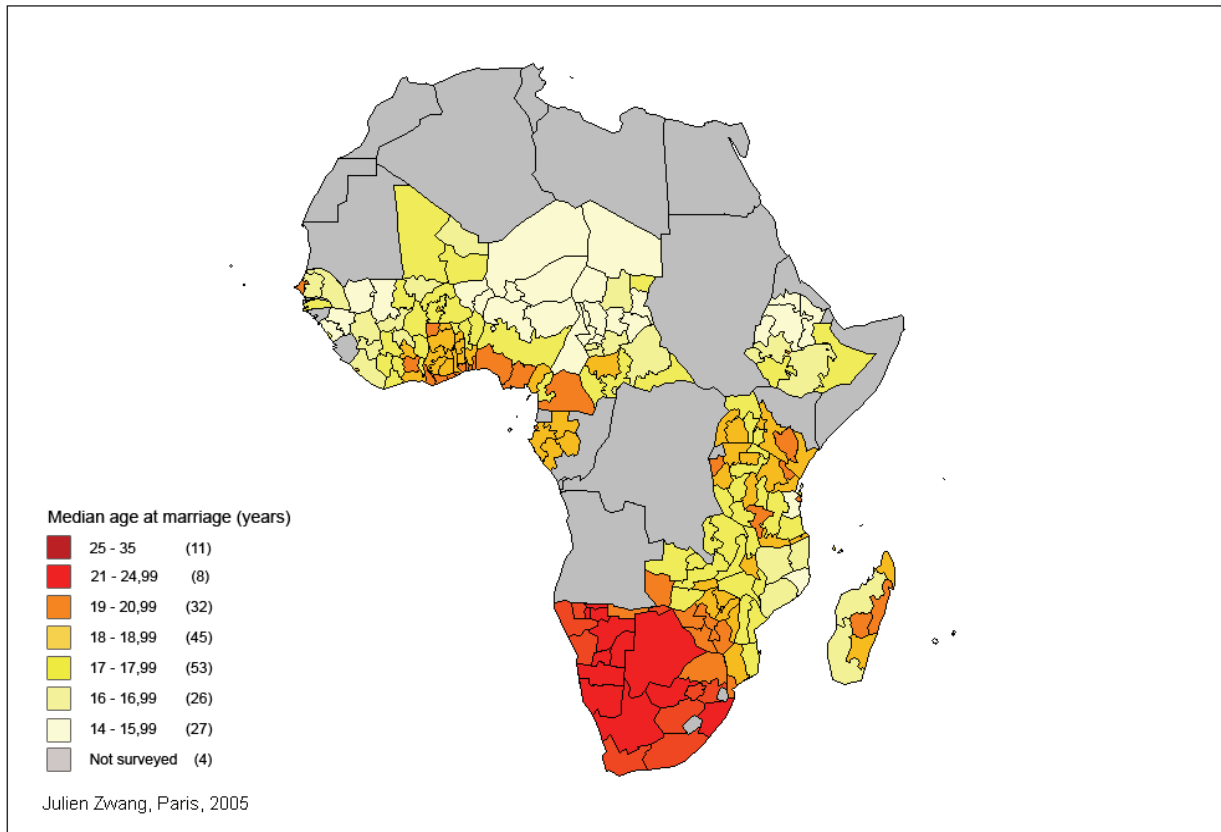 Median age at marriage (years)
25 - 35 (11)
21 - 24,99 (8)
19 - 20,99 (32)
18 - 18,99 (45)
17 - 17,99 (53)
16 - 16,99 (26)
14 - 15,99 (27)
Not surveyed (4)
Julien Zwang, Paris, 2005